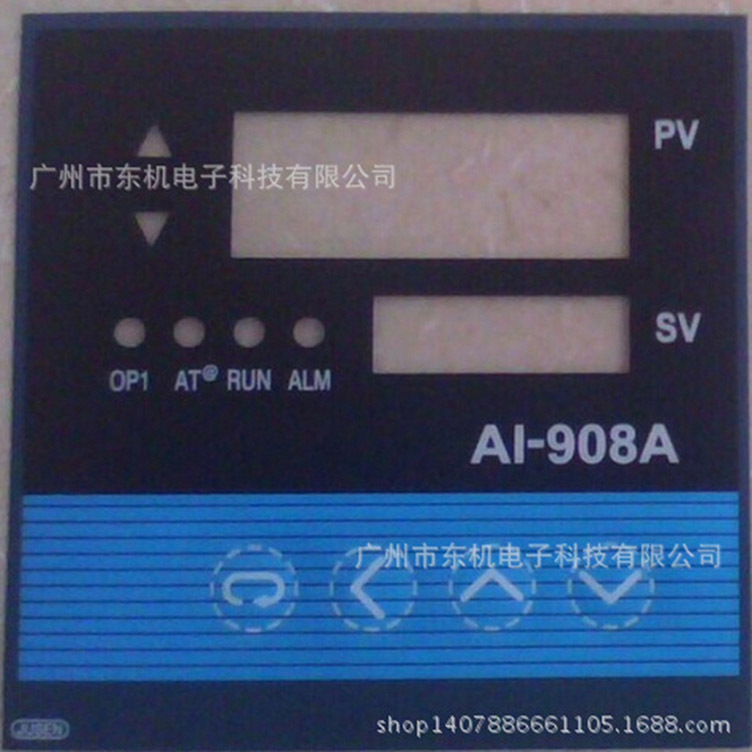 PV
广州市东机电子科技有限公司
SV
OP1 AT@ RUN ALM
AI-908A
广州市东机电子科技有限公司
JUSEN
shop1407886661105.1688.com